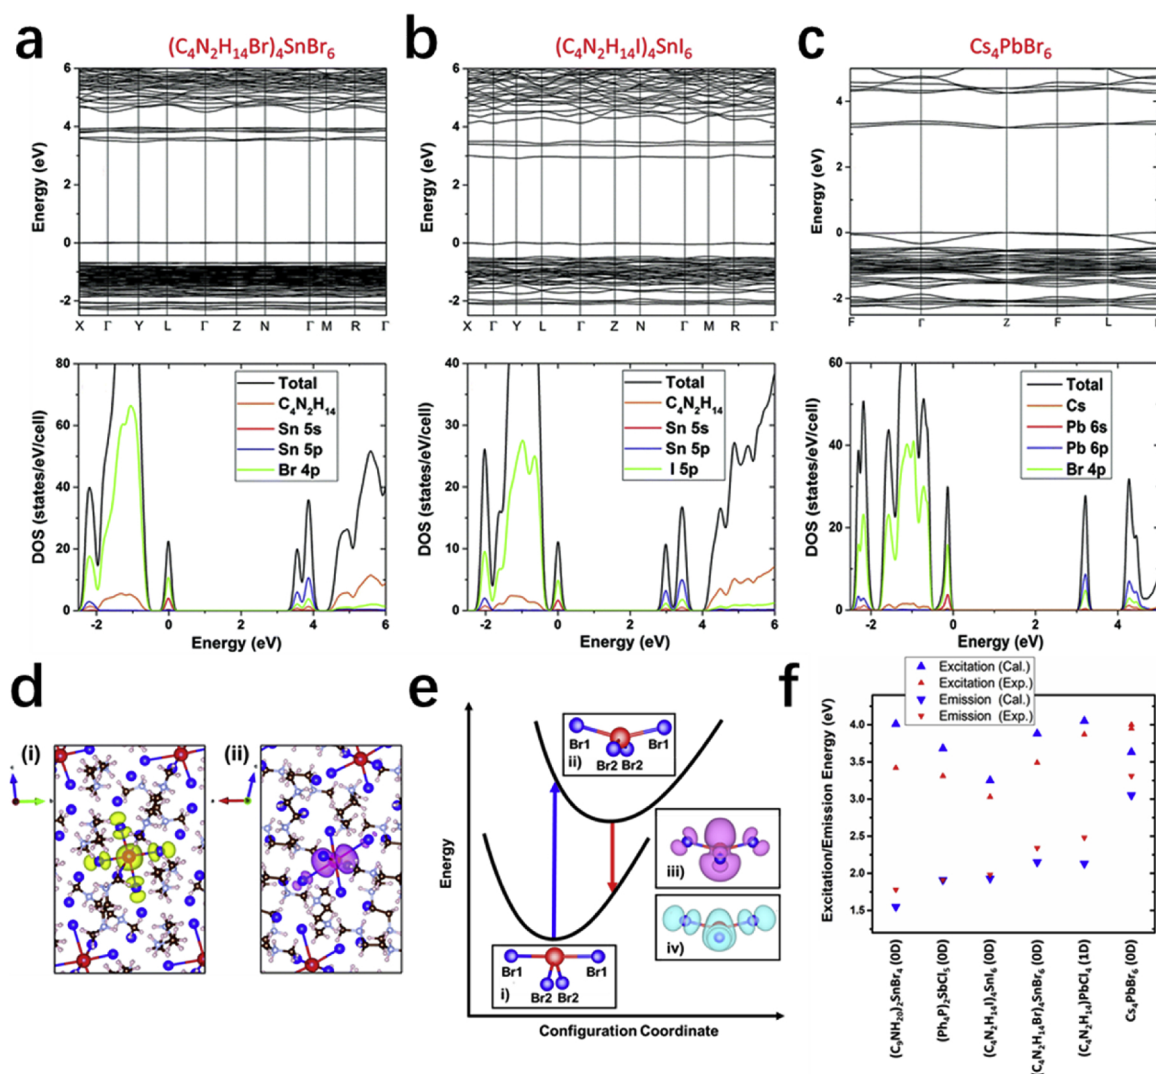 a
(C₄N₂H₁₄Br)₄SnBr₆
b
(C₄N₂H₁₄I)₄SnI₆
c
Cs₄PbBr₆
Energy (eV)
6
4
2
0
-2
X Γ Y L Γ Z N Γ M R Γ
Energy (eV)
6
4
2
0
-2
X Γ Y L Γ Z N Γ M R Γ
Energy (eV)
4
2
0
-2
F Γ Z F L
DOS (states/eV/cell)
80
60
40
20
0
Total
C₄N₂H₁₄
Sn 5s
Sn 5p
Br 4p
-2 0 2 4 6
Energy (eV)
DOS (states/eV/cell)
40
30
20
10
0
Total
C₄N₂H₁₄
Sn 5s
Sn 5p
I 5p
-2 0 2 4 6
Energy (eV)
DOS (states/eV/cell)
60
40
20
0
Total
Cs
Pb 6s
Pb 6p
Br 4p
-2 0 2 4
Energy (eV)
d
(i)
(ii)
e
Energy
Br1 Br1
Br2 Br2
ii)
iii)
iv)
Br1 Br1
Br2 Br2
i)
Configuration Coordinate
f
Excitation (Cal.)
Excitation (Exp.)
Emission (Cal.)
Emission (Exp.)
Excitation/Emission Energy (eV)
4.0
3.5
3.0
2.5
2.0
1.5
(C₉NH₂₀)₂SnBr₄ (0D)
(Ph₄P)₂SbCl₅ (0D)
(C₄N₂H₁₄I)₄SnI₆ (0D)
(C₄N₂H₁₄Br)₄SnBr₆ (0D)
(C₄N₂H₁₄)PbCl₄ (1D)
Cs₄PbBr₆ (0D)